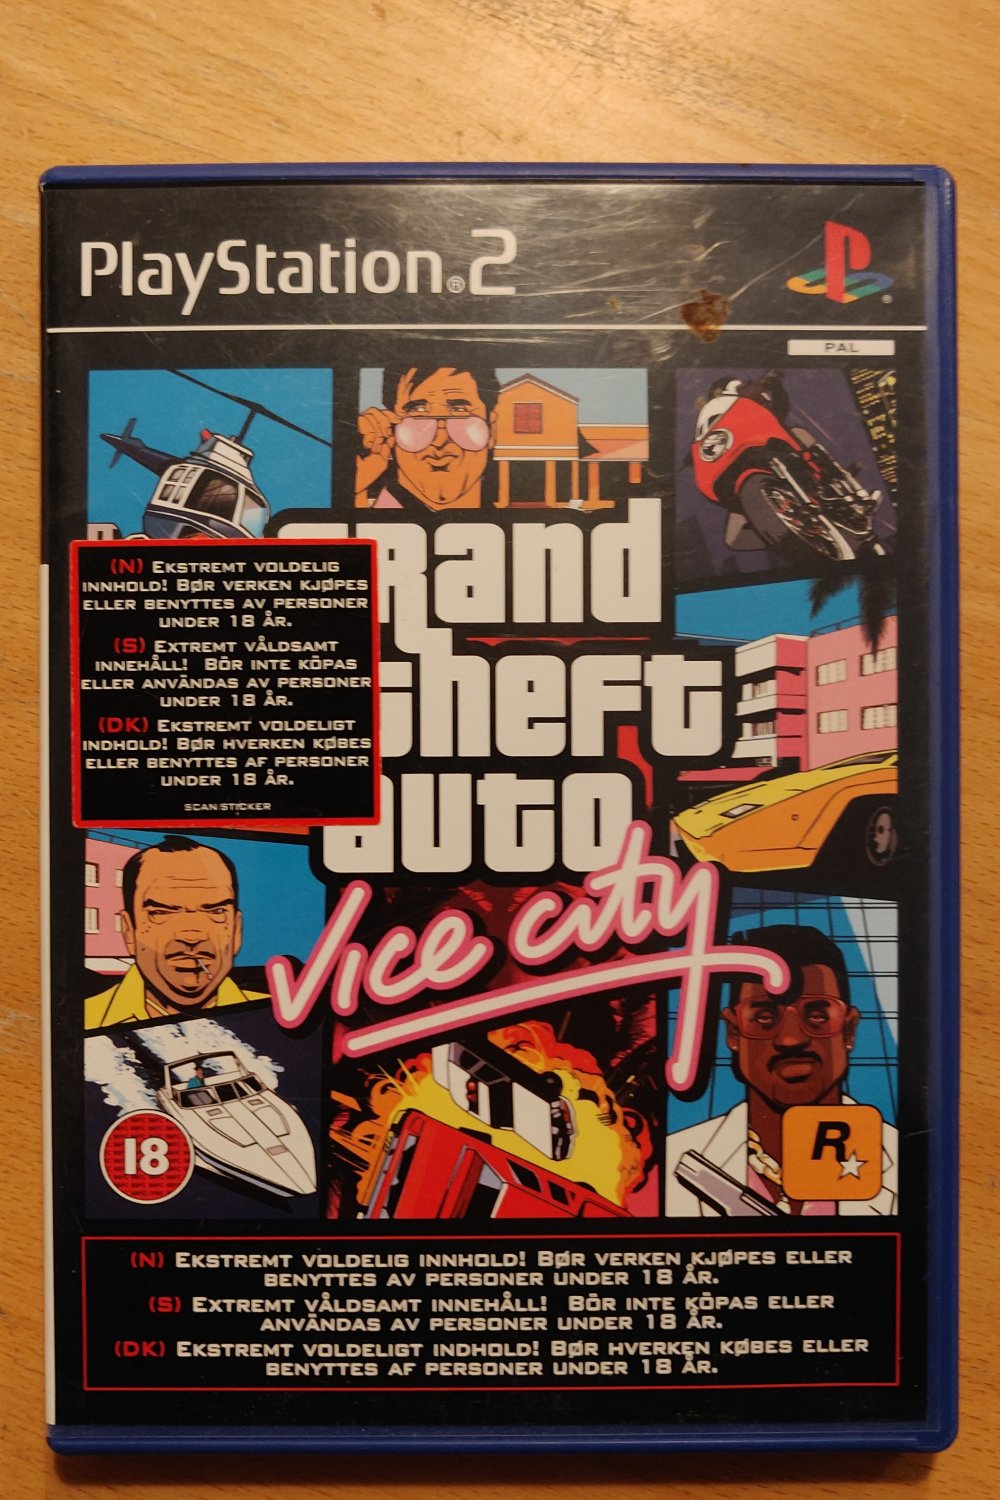 PlayStation®2
PAL
GRAND
theft
auto
Vice City
(N) EKSTREMT VOLDELIG
INNHOLD! BØR VERKEN KJØPES
ELLER BENYTTES AV PERSONER
UNDER 18 ÅR.
(S) EXTREMT VÅLDSAMT
INNEHÅLL! BÖR INTE KÖPAS
ELLER ANVÄNDAS AV PERSONER
UNDER 18 ÅR.
(DK) EKSTREMT VOLDELIGT
INDHOLD! BØR HVERKEN KØBES
ELLER BENYTTES AF PERSONER
UNDER 18 ÅR.
SCAN/STICKER
18
R
(N) EKSTREMT VOLDELIG INNHOLD! BØR VERKEN KJØPES ELLER
BENYTTES AV PERSONER UNDER 18 ÅR.
(S) EXTREMT VÅLDSAMT INNEHÅLL! BÖR INTE KÖPAS ELLER
ANVÄNDAS AV PERSONER UNDER 18 ÅR.
(DK) EKSTREMT VOLDELIGT INDHOLD! BØR HVERKEN KØBES ELLER
BENYTTES AF PERSONER UNDER 18 ÅR.